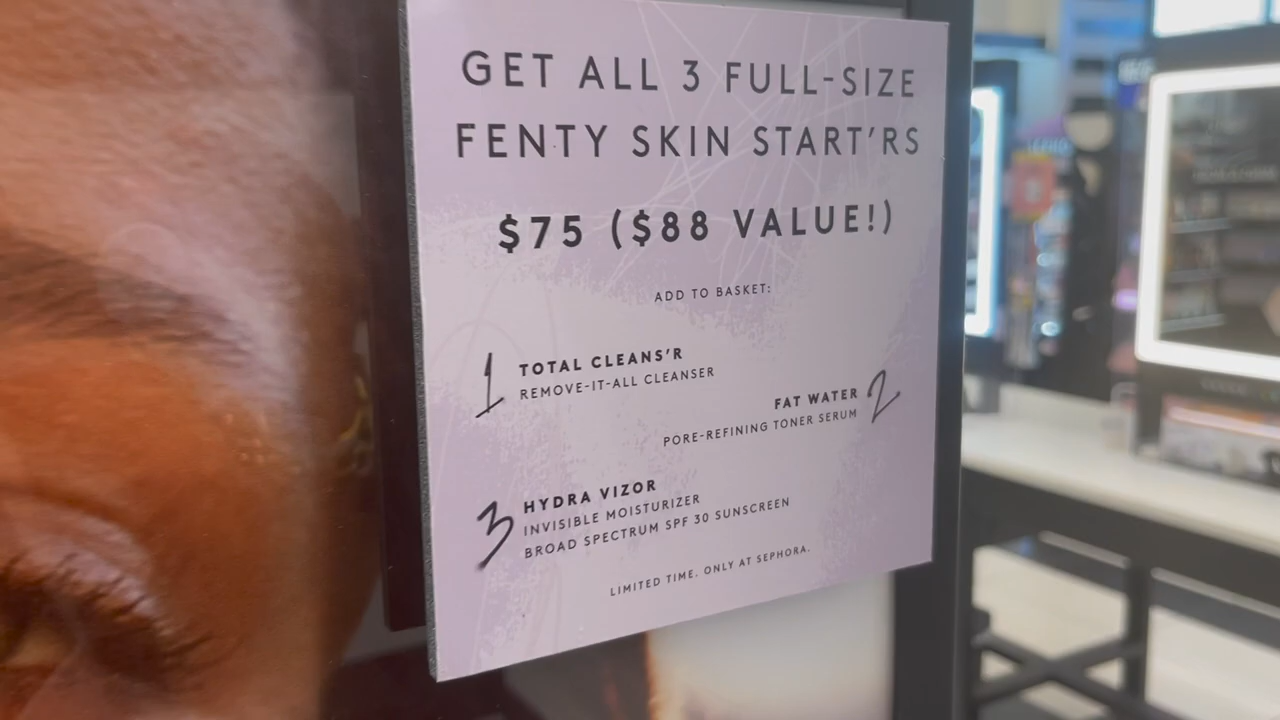 GET ALL 3 FULL-SIZE
FENTY SKIN START'RS
$75 ($88 VALUE!)
ADD TO BASKET:
1 TOTAL CLEANS'R
REMOVE-IT-ALL CLEANSER
FAT WATER 2
PORE-REFINING TONER SERUM
3 HYDRA VIZOR
INVISIBLE MOISTURIZER
BROAD SPECTRUM SPF 30 SUNSCREEN
LIMITED TIME. ONLY AT SEPHORA.